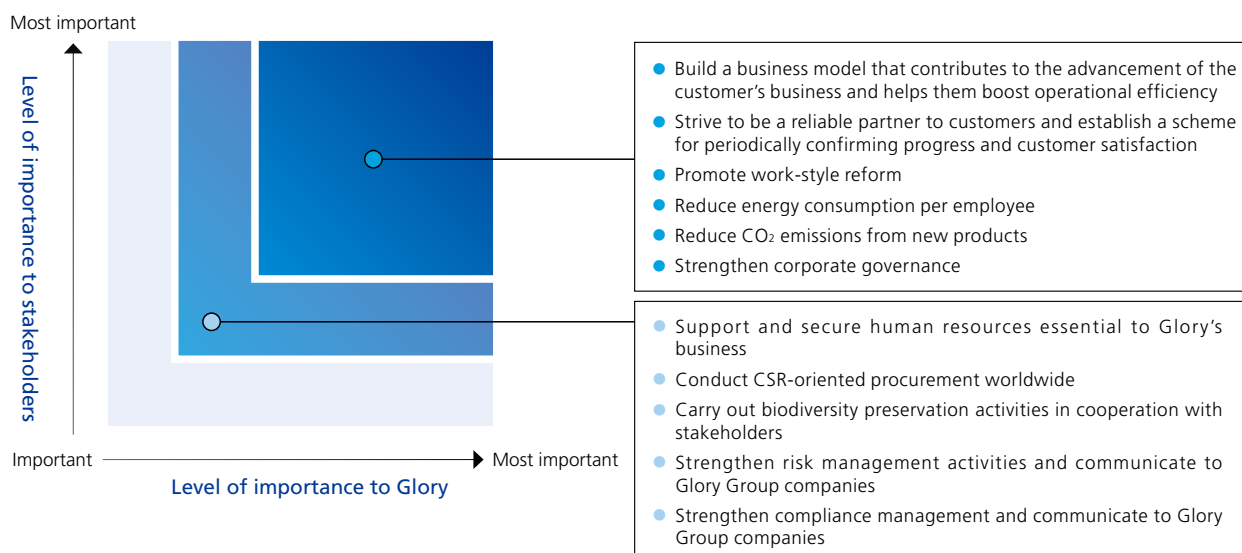 Most important
Level of importance to stakeholders
Important
Most important
Level of importance to Glory
Build a business model that contributes to the advancement of the
customer's business and helps them boost operational efficiency
Strive to be a reliable partner to customers and establish a scheme
for periodically confirming progress and customer satisfaction
Promote work-style reform
Reduce energy consumption per employee
Reduce CO₂ emissions from new products
Strengthen corporate governance
Support and secure human resources essential to Glory's
business
Conduct CSR-oriented procurement worldwide
Carry out biodiversity preservation activities in cooperation with
stakeholders
Strengthen risk management activities and communicate to
Glory Group companies
Strengthen compliance management and communicate to Glory
Group companies